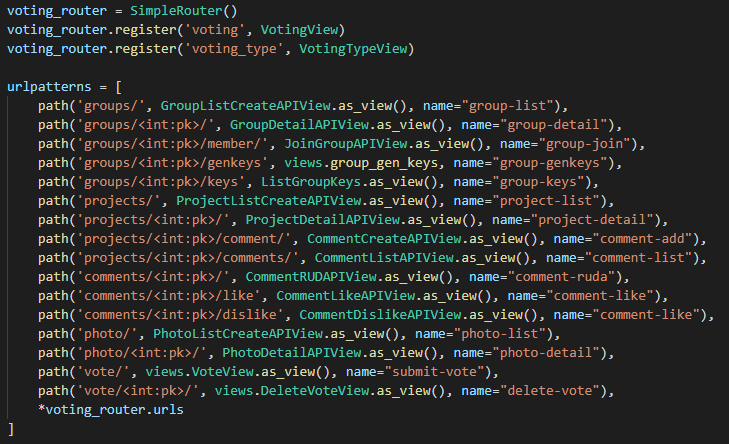 voting_router = SimpleRouter()
voting_router.register('voting', VotingView)
voting_router.register('voting_type', VotingTypeView)
urlpatterns = [
path('groups/', GroupListCreateAPIView.as_view(), name="group-list"),
path('groups/<int:pk>/', GroupDetailAPIView.as_view(), name="group-detail"),
path('groups/<int:pk>/member/', JoinGroupAPIView.as_view(), name="group-join"),
path('groups/<int:pk>/genkeys', views.group_gen_keys, name="group-genkeys"),
path('groups/<int:pk>/keys', ListGroupKeys.as_view(), name="group-keys"),
path('projects/', ProjectListCreateAPIView.as_view(), name="project-list"),
path('projects/<int:pk>/', ProjectDetailAPIView.as_view(), name="project-detail"),
path('projects/<int:pk>/comment/', CommentCreateAPIView.as_view(), name="comment-add"),
path('projects/<int:pk>/comments/', CommentListAPIView.as_view(), name="comment-list"),
path('comments/<int:pk>/', CommentRUDAPIView.as_view(), name="comment-ruda"),
path('comments/<int:pk>/like', CommentLikeAPIView.as_view(), name="comment-like"),
path('comments/<int:pk>/dislike', CommentDislikeAPIView.as_view(), name="comment-like"),
path('photo/', PhotoListCreateAPIView.as_view(), name="photo-list"),
path('photo/<int:pk>/', PhotoDetailAPIView.as_view(), name="photo-detail"),
path('vote/', views.VoteView.as_view(), name="submit-vote"),
path('vote/<int:pk>/', views.DeleteVoteView.as_view(), name="delete-vote"),
*voting_router.urls
]